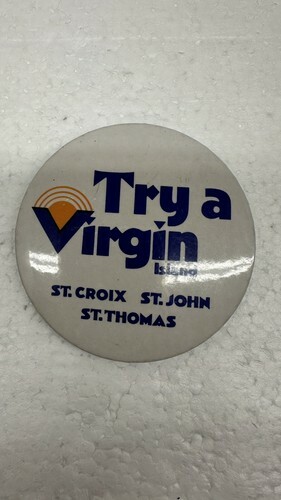 Try a
Virgin
Island
ST. CROIX ST. JOHN
ST. THOMAS